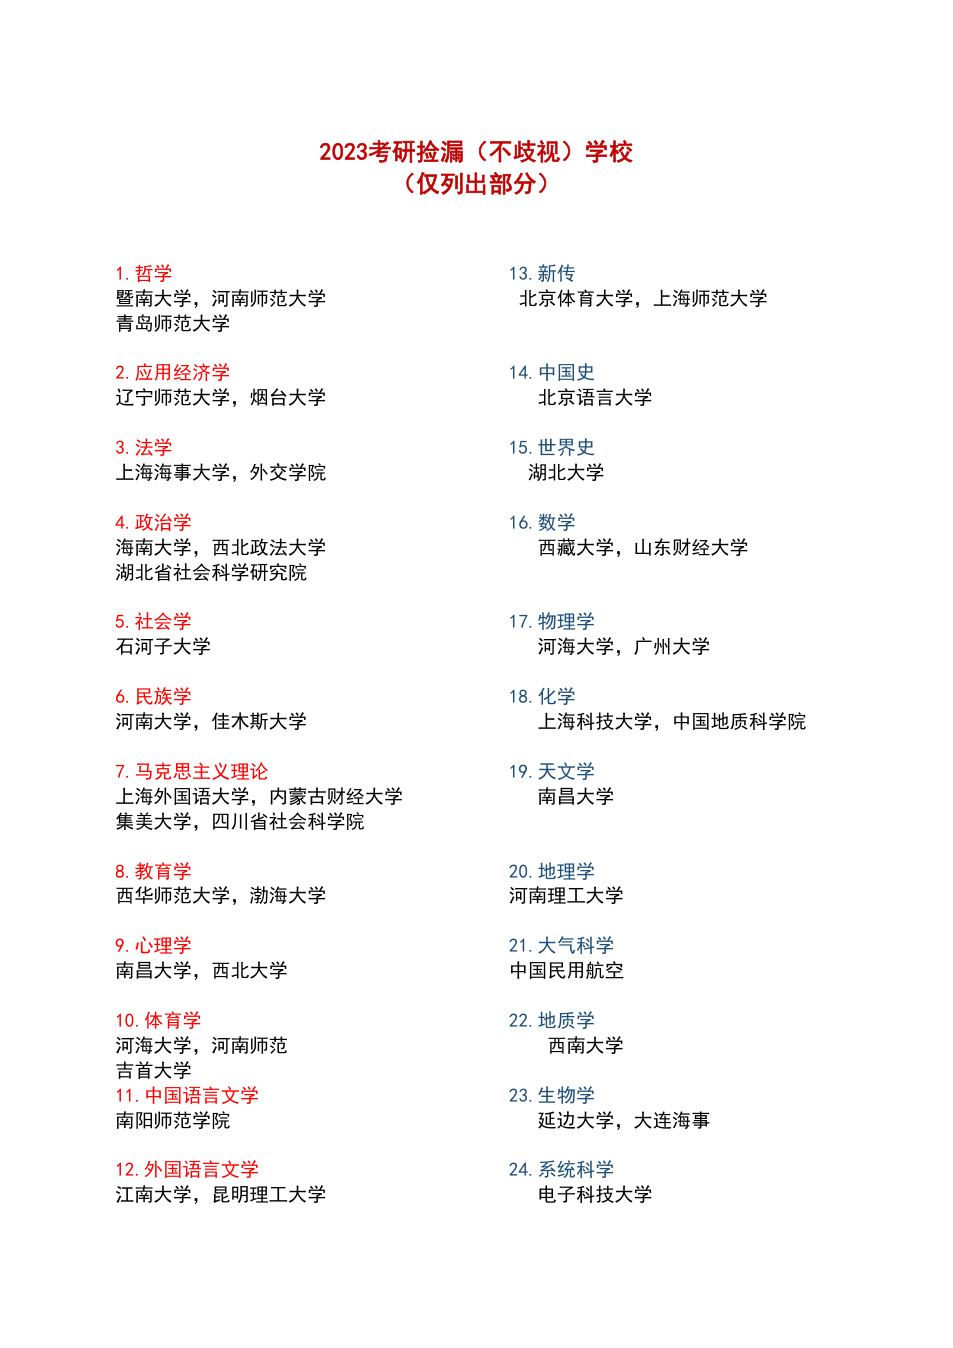 2023考研捡漏（不歧视）学校
（仅列出部分）
1.哲学
暨南大学，河南师范大学
青岛师范大学
2.应用经济学
辽宁师范大学，烟台大学
3.法学
上海海事大学，外交学院
4.政治学
海南大学，西北政法大学
湖北省社会科学研究院
5.社会学
石河子大学
6.民族学
河南大学，佳木斯大学
7.马克思主义理论
上海外国语大学，内蒙古财经大学
集美大学，四川省社会科学院
8.教育学
西华师范大学，渤海大学
9.心理学
南昌大学，西北大学
10.体育学
河海大学，河南师范
吉首大学
11.中国语言文学
南阳师范学院
12.外国语言文学
江南大学，昆明理工大学
13.新传
北京体育大学，上海师范大学
14.中国史
北京语言大学
15.世界史
湖北大学
16.数学
西藏大学，山东财经大学
17.物理学
河海大学，广州大学
18.化学
上海科技大学，中国地质科学院
19.天文学
南昌大学
20.地理学
河南理工大学
21.大气科学
中国民用航空
22.地质学
西南大学
23.生物学
延边大学，大连海事
24.系统科学
电子科技大学